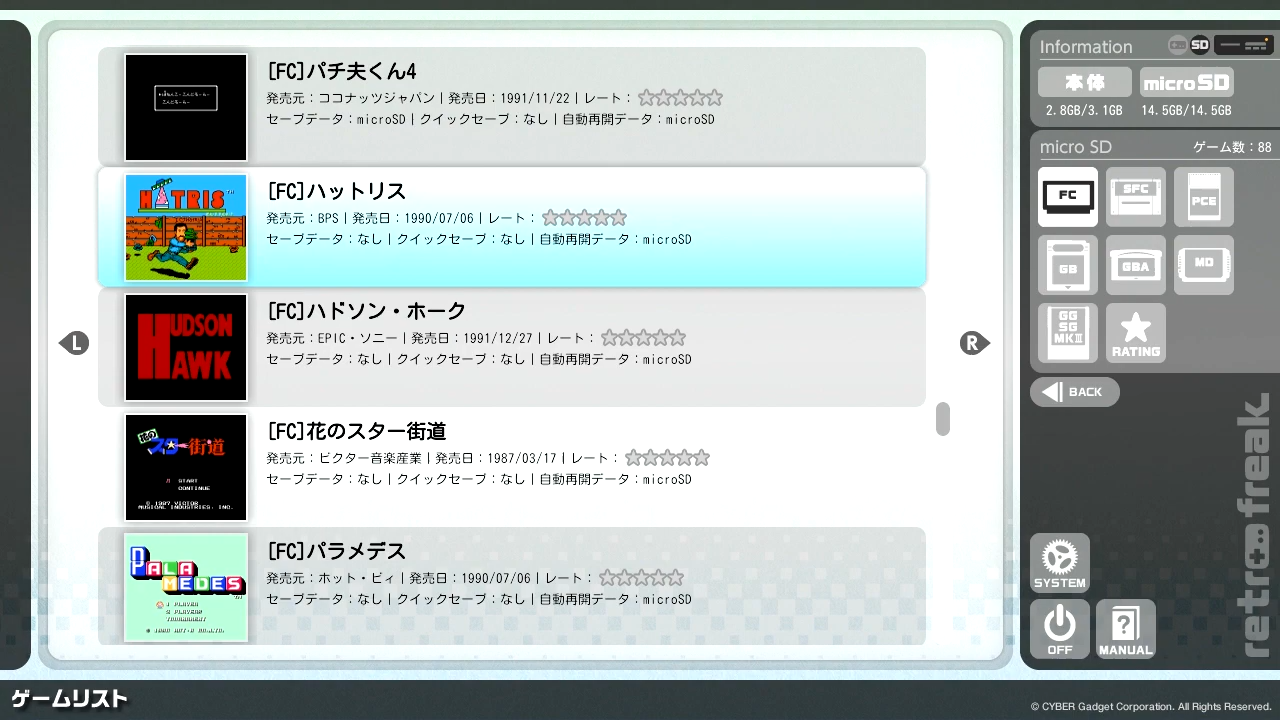 [FC]パチ夫くん4
発売元：ココナッツジャパン | 発売日：1991/11/22 | レート：
セーブデータ：microSD | クイックセーブ：なし | 自動再開データ：microSD
HATRIS
[FC]ハットリス
発売元：BPS | 発売日：1990/07/06 | レート：
セーブデータ：なし | クイックセーブ：なし | 自動再開データ：microSD
HUDSON
HAWK
[FC]ハドソン・ホーク
発売元：EPIC・ソニー | 発売日：1991/12/27 | レート：
セーブデータ：なし | クイックセーブ：なし | 自動再開データ：microSD
花のスター街道
START
CONTINUE
© 1987 VICTOR
MUSICAL INDUSTRIES, INC.
[FC]花のスター街道
発売元：ビクター音楽産業 | 発売日：1987/03/17 | レート：
セーブデータ：なし | クイックセーブ：なし | 自動再開データ：microSD
PALA
MEDES
1 PLAYER
2 PLAYERS
TOURNAMENT
[FC]パラメデス
発売元：ホット・ビィ | 発売日：1990/07/06 | レート：
セーブデータ：なし | クイックセーブ：なし | 自動再開データ：microSD
L
R
Information
SD
本体
microSD
2.8GB/3.1GB
14.5GB/14.5GB
micro SD
ゲーム数：88
FC
SFC
PCE
GB
GBA
MD
GG
SG
MKIII
RATING
BACK
retro freak.
SYSTEM
OFF
?
MANUAL
ゲームリスト
© CYBER Gadget Corporation. All Rights Reserved.